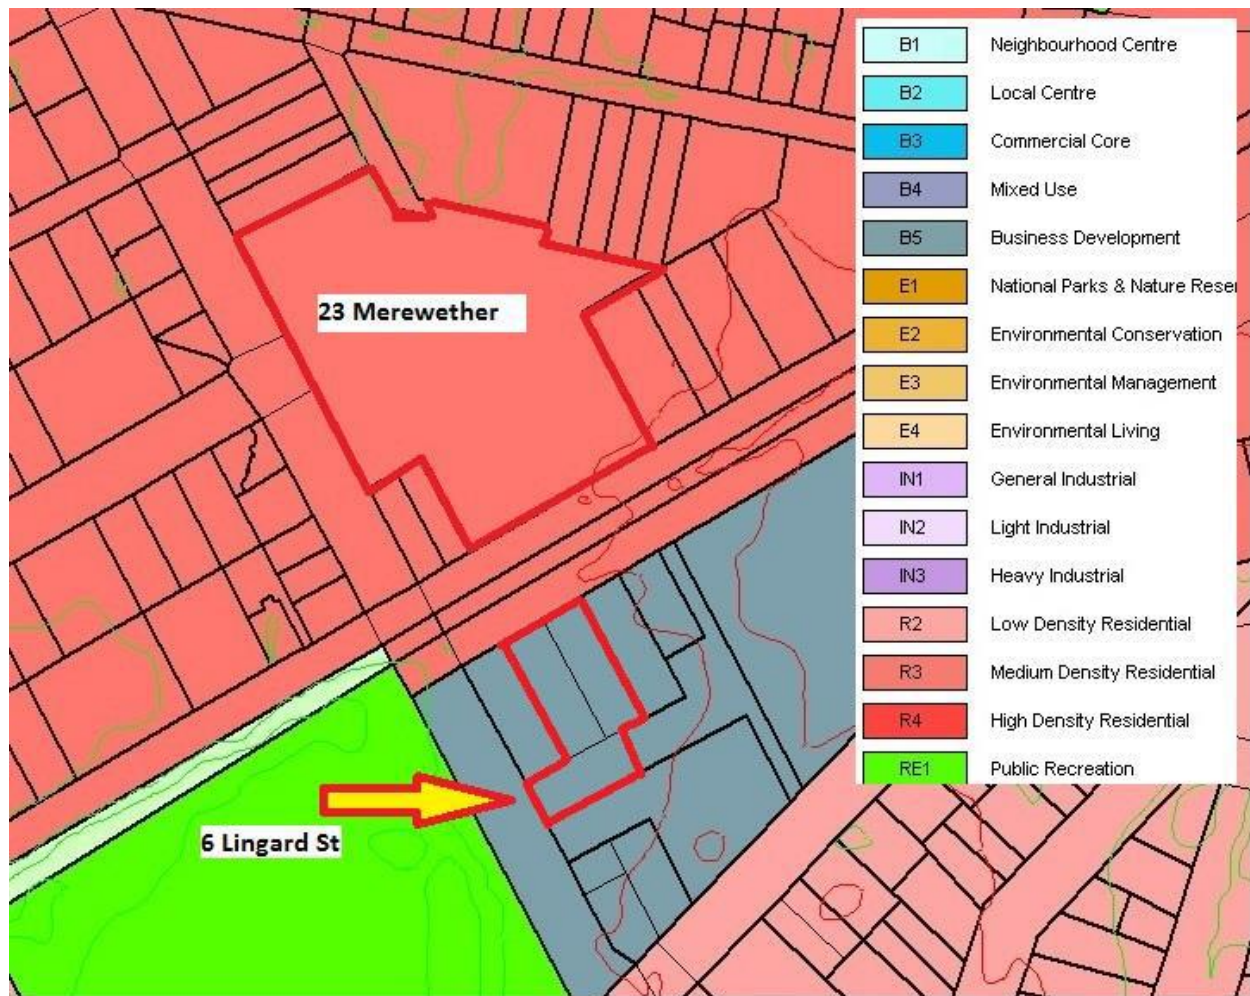 B1 Neighbourhood Centre
B2 Local Centre
B3 Commercial Core
B4 Mixed Use
B5 Business Development
E1 National Parks & Nature Reser
E2 Environmental Conservation
E3 Environmental Management
E4 Environmental Living
IN1 General Industrial
IN2 Light Industrial
IN3 Heavy Industrial
R2 Low Density Residential
R3 Medium Density Residential
R4 High Density Residential
RE1 Public Recreation
23 Merewether
6 Lingard St